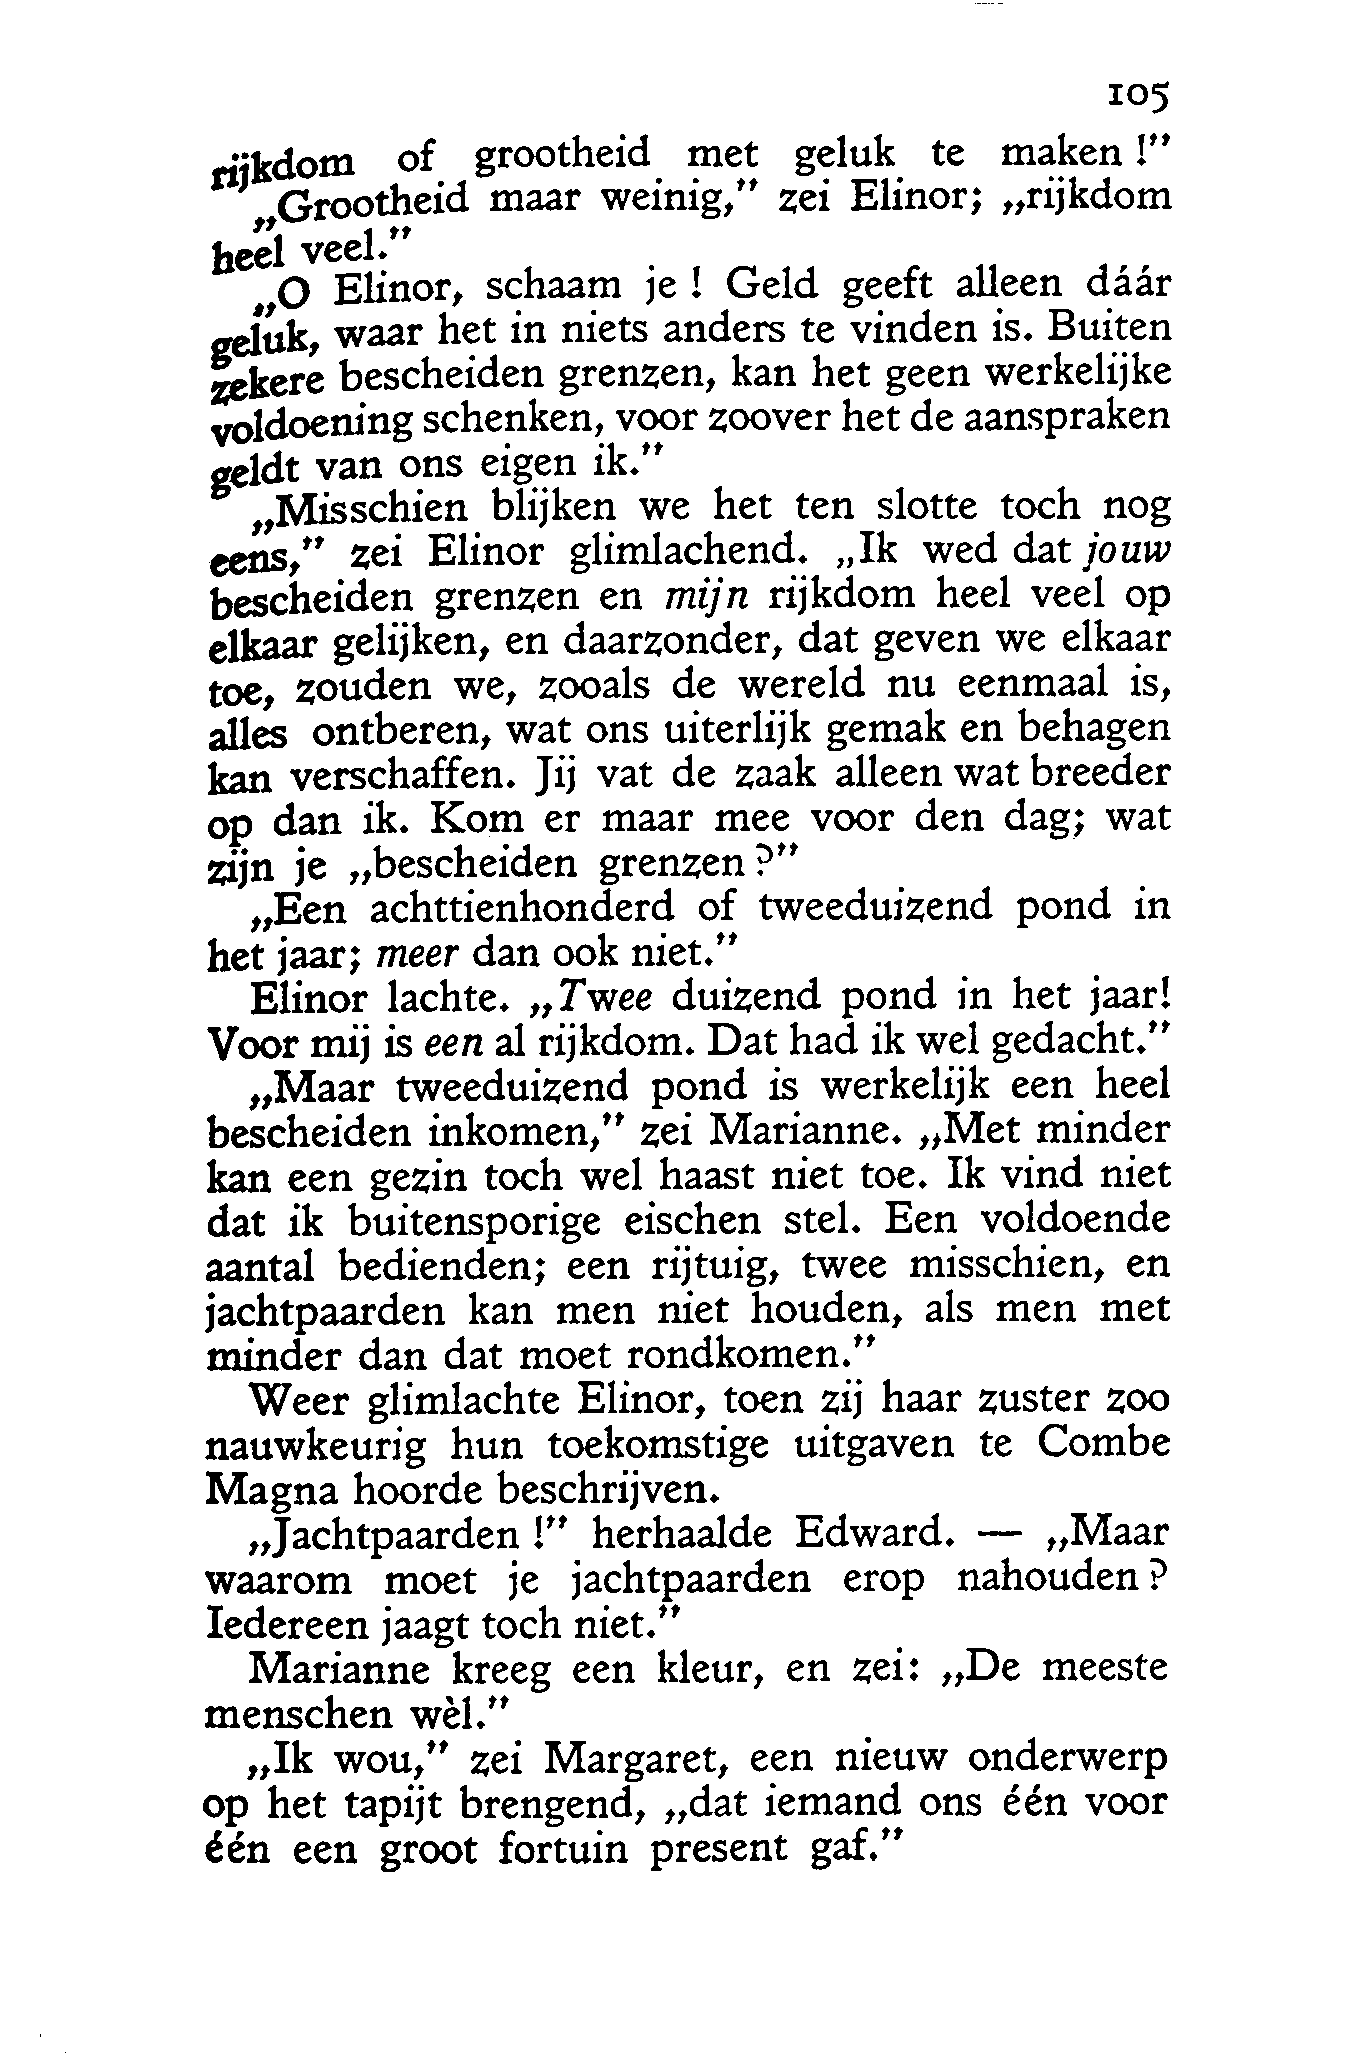 105
rijkdom of grootheid met geluk te maken!”
„Grootheid maar weinig,” zei Elinor; „rijkdom
heel veel.”
„O Elinor, schaam je! Geld geeft alleen dáár
geluk, waar het in niets anders te vinden is. Buiten
zekere bescheiden grenzen, kan het geen werkelijke
voldoening schenken, voor zoover het de aanspraken
geldt van ons eigen ik.”
„Misschien blijken we het ten slotte toch nog
eens,” zei Elinor glimlachend. „Ik wed dat jouw
bescheiden grenzen en mijn rijkdom heel veel op
elkaar gelijken, en daarzonder, dat geven we elkaar
toe, zouden we, zooals de wereld nu eenmaal is,
alles ontberen, wat ons uiterlijk gemak en behagen
kan verschaffen. Jij vat de zaak alleen wat breeder
op dan ik. Kom er maar mee voor den dag; wat
zijn je „bescheiden grenzen?”
„Een achttienhonderd of tweeduizend pond in
het jaar; meer dan ook niet.”
Elinor lachte. „Twee duizend pond in het jaar!
Voor mij is een al rijkdom. Dat had ik wel gedacht.”
„Maar tweeduizend pond is werkelijk een heel
bescheiden inkomen,” zei Marianne. „Met minder
kan een gezin toch wel haast niet toe. Ik vind niet
dat ik buitensporige eischen stel. Een voldoende
aantal bedienden; een rijtuig, twee misschien, en
jachtpaarden kan men niet houden, als men met
minder dan dat moet rondkomen.”
Weer glimlachte Elinor, toen zij haar zuster zoo
nauwkeurig hun toekomstige uitgaven te Combe
Magna hoorde beschrijven.
„Jachtpaarden!” herhaalde Edward. — „Maar
waarom moet je jachtpaarden erop nahouden?
Iedereen jaagt toch niet.”
Marianne kreeg een kleur, en zei: „De meeste
menschen wèl.”
„Ik wou,” zei Margaret, een nieuw onderwerp
op het tapijt brengend, „dat iemand ons één voor
één een groot fortuin present gaf.”